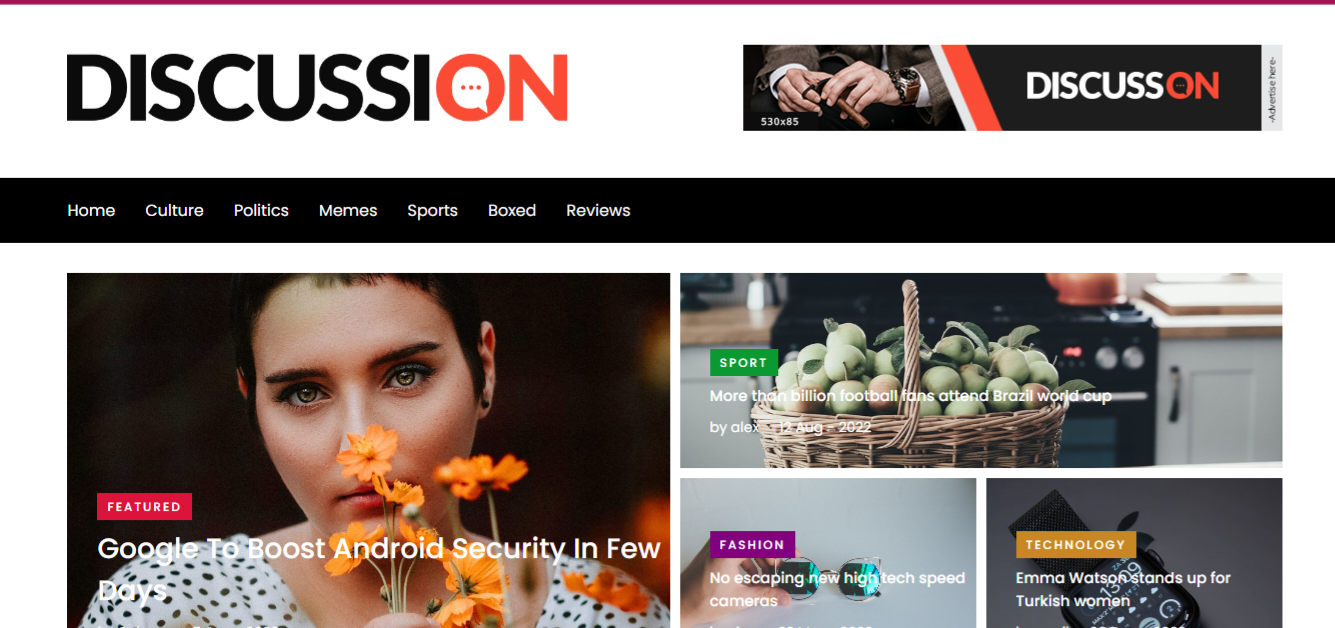 DISCUSSION
530x85
DISCUSSON
-Advertise here-
Home Culture Politics Memes Sports Boxed Reviews
FEATURED
Google To Boost Android Security In Few
Days
SPORT
More than billion football fans attend Brazil world cup
by alex - 12 Aug - 2022
FASHION
No escaping new high tech speed
cameras
TECHNOLOGY
Emma Watson stands up for
Turkish women